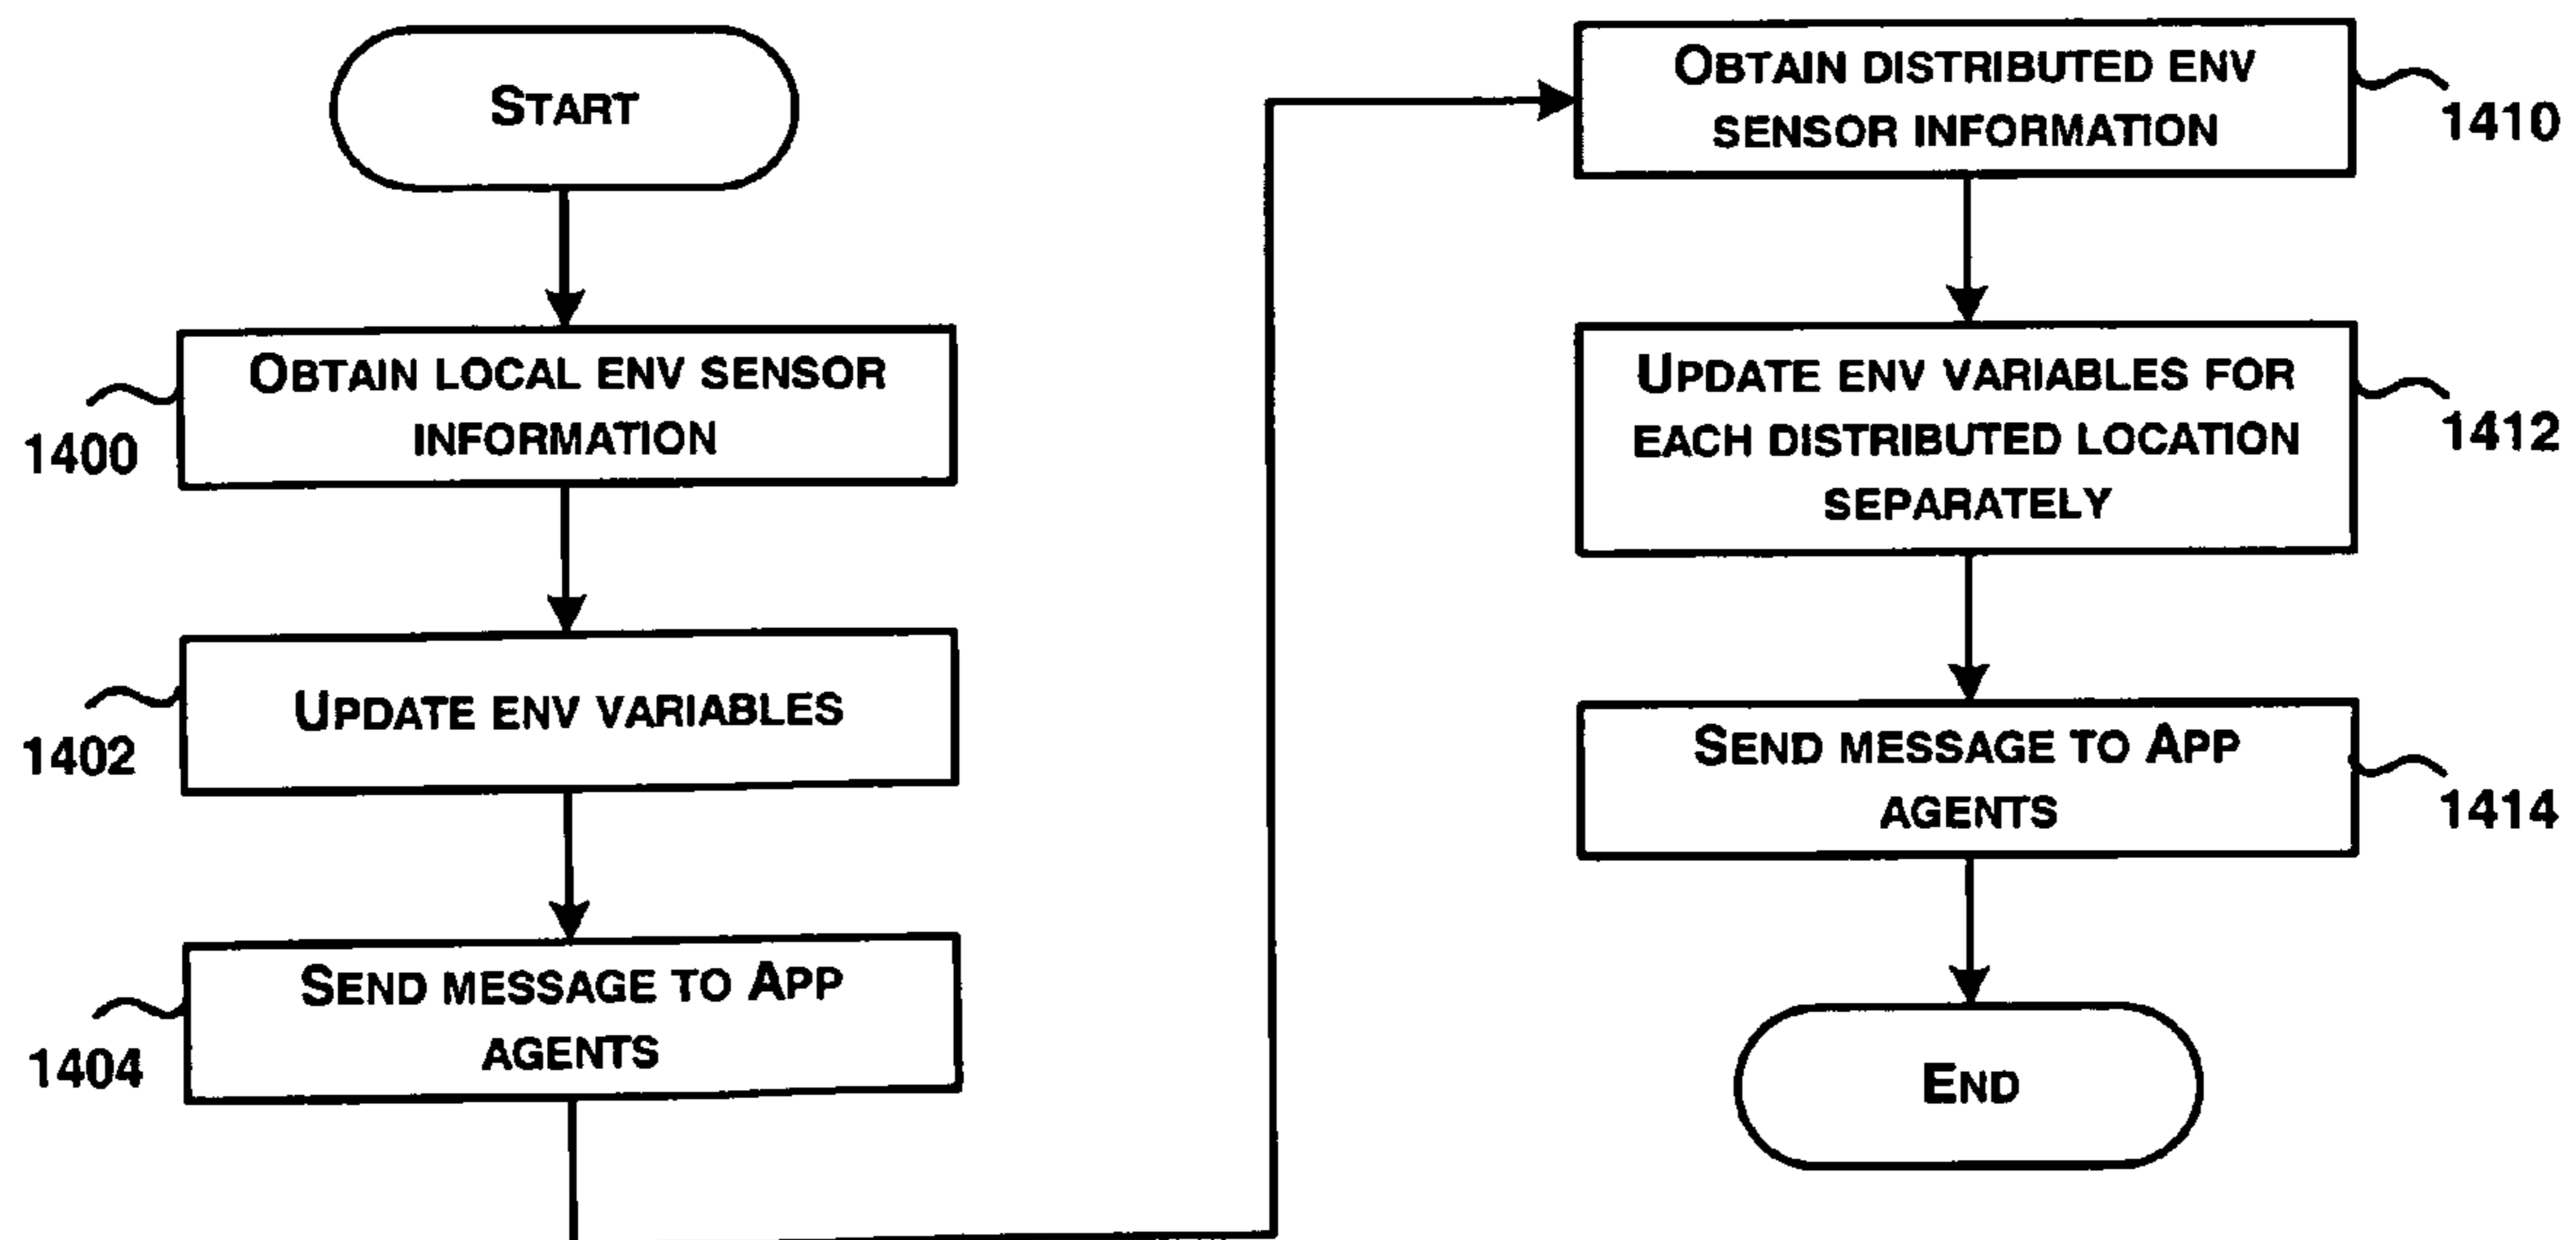 START
OBTAIN LOCAL ENV SENSOR
INFORMATION
1400
UPDATE ENV VARIABLES
1402
SEND MESSAGE TO APP
AGENTS
1404
OBTAIN DISTRIBUTED ENV
SENSOR INFORMATION
1410
UPDATE ENV VARIABLES FOR
EACH DISTRIBUTED LOCATION
SEPARATELY
1412
SEND MESSAGE TO APP
AGENTS
1414
END